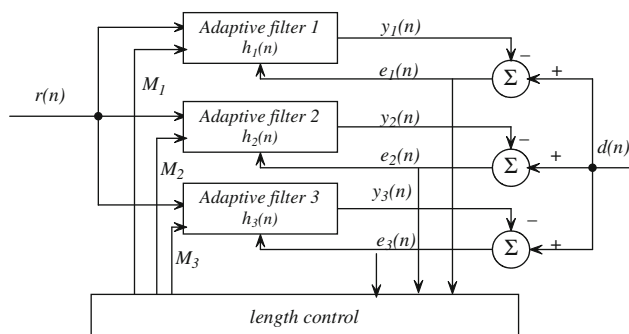 Adaptive filter 1
h1(n)
y1(n)
−
e1(n)
Σ
+
M1
r(n)
Adaptive filter 2
h2(n)
y2(n)
−
d(n)
e2(n)
Σ
+
M2
Adaptive filter 3
h3(n)
y3(n)
−
e3(n)
Σ
+
M3
length control